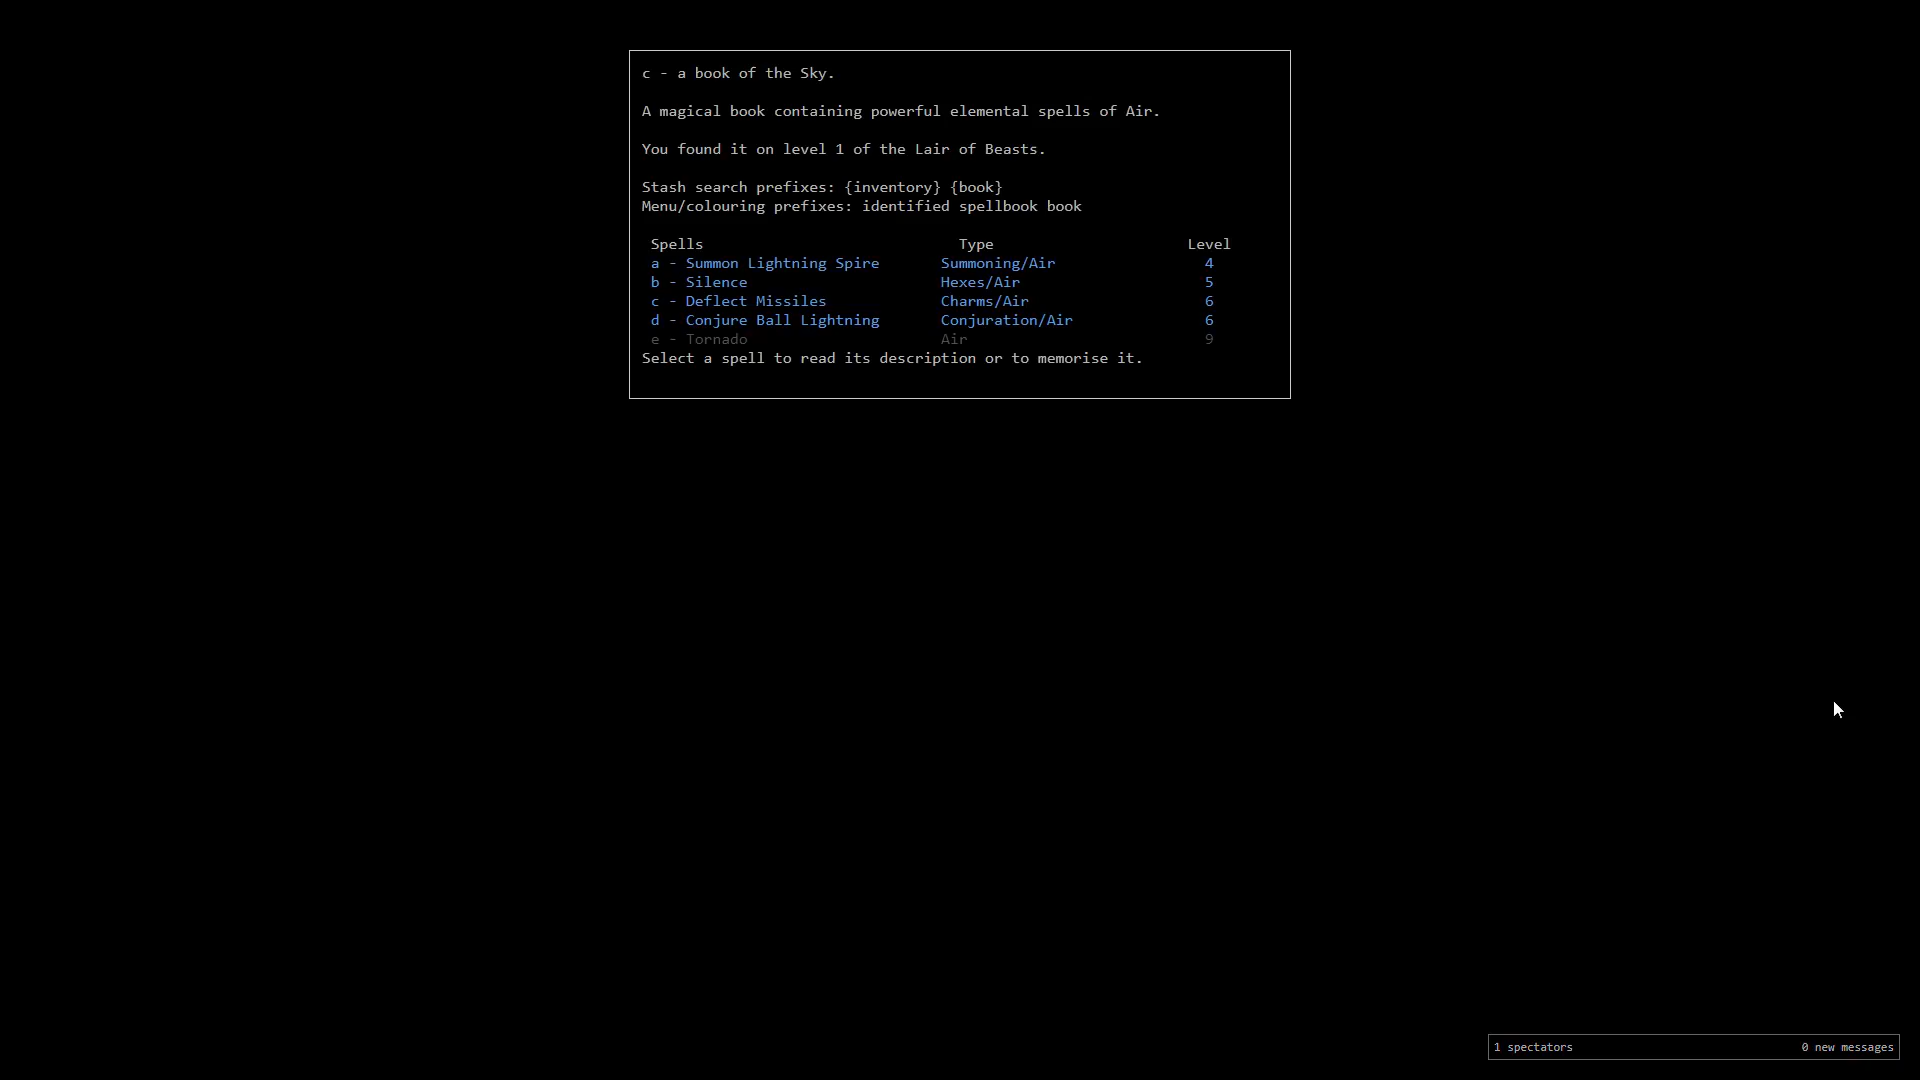 c - a book of the Sky.
A magical book containing powerful elemental spells of Air.
You found it on level 1 of the Lair of Beasts.
Stash search prefixes: {inventory} {book}
Menu/colouring prefixes: identified spellbook book
Spells Type Level
a - Summon Lightning Spire Summoning/Air 4
b - Silence Hexes/Air 5
c - Deflect Missiles Charms/Air 6
d - Conjure Ball Lightning Conjuration/Air 6
e - Tornado Air 9
Select a spell to read its description or to memorise it.
1 spectators 0 new messages